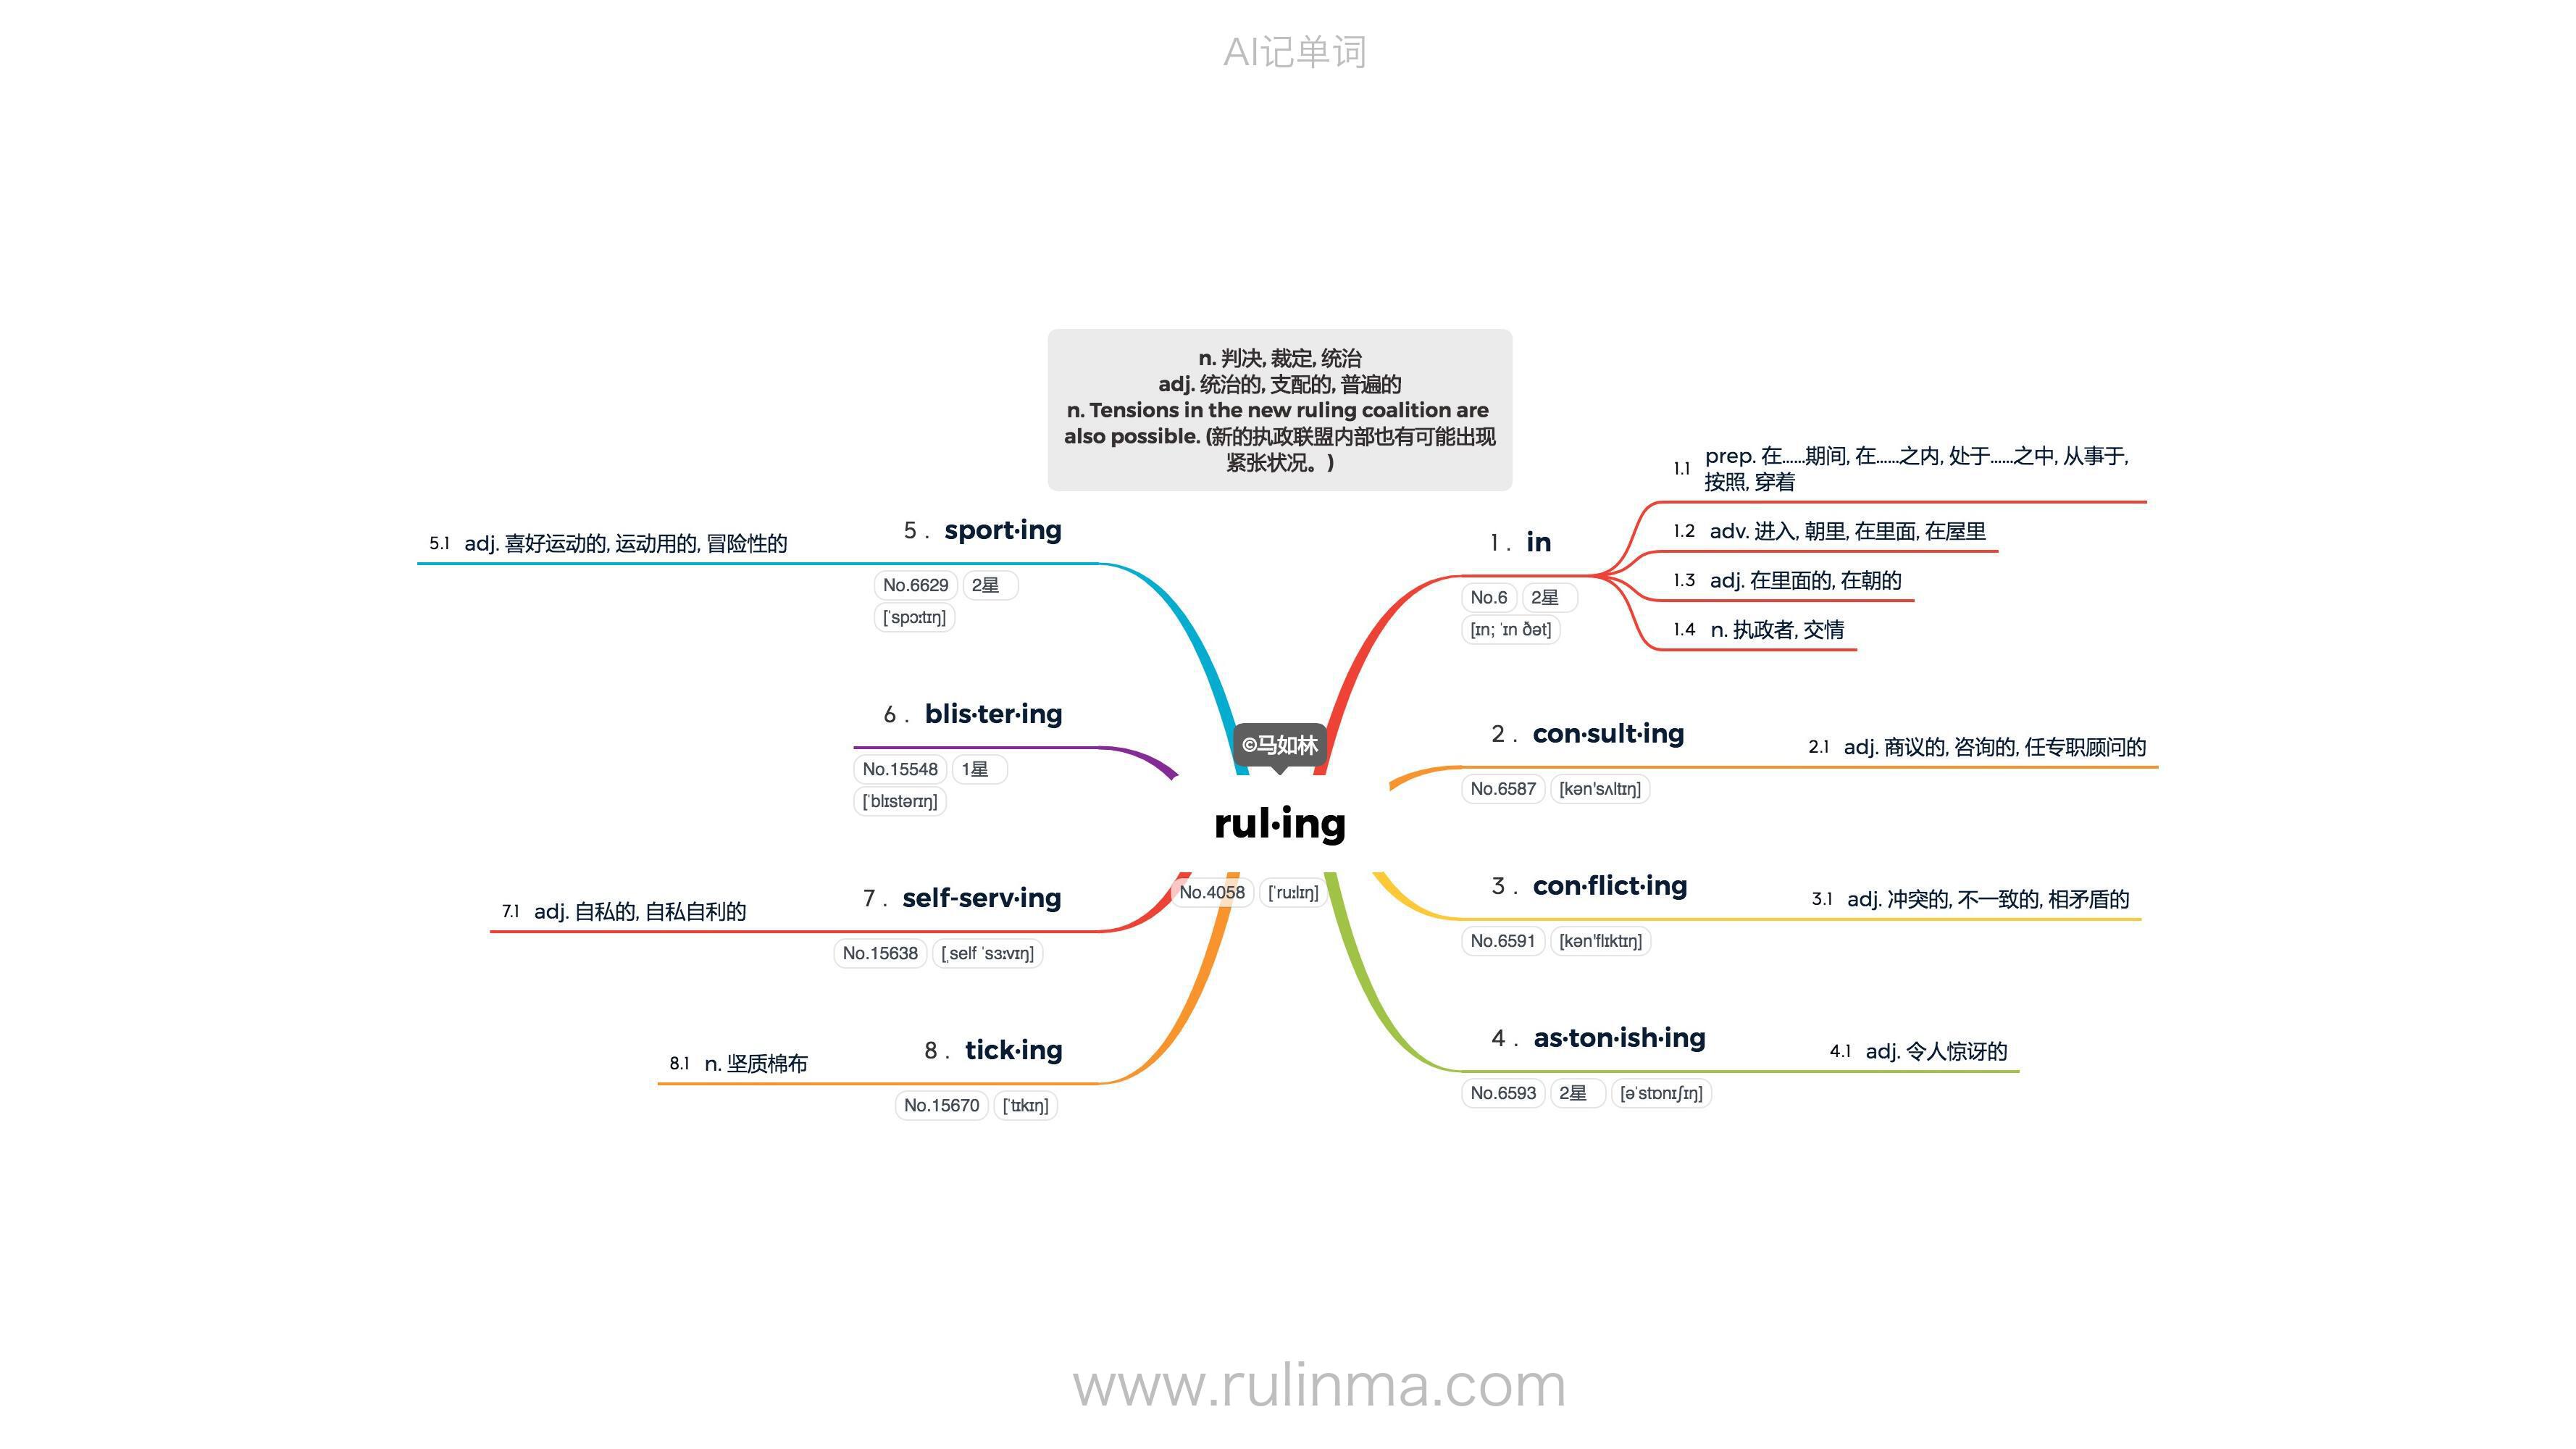 AI记单词
n. 判决, 裁定, 统治
adj. 统治的, 支配的, 普遍的
n. Tensions in the new ruling coalition are
also possible. (新的执政联盟内部也有可能出现
紧张状况。)
©马如林
rul·ing
No.4058 [ˈruːlɪŋ]
1 . in
No.6 2星
[ɪn; ˈɪn ðət]
1.1 prep. 在……期间, 在……之内, 处于……之中, 从事于,
按照, 穿着
1.2 adv. 进入, 朝里, 在里面, 在屋里
1.3 adj. 在里面的, 在朝的
1.4 n. 执政者, 交情
2 . con·sult·ing
No.6587 [kən'sʌltɪŋ]
2.1 adj. 商议的, 咨询的, 任专职顾问的
3 . con·flict·ing
No.6591 [kən'flɪktɪŋ]
3.1 adj. 冲突的, 不一致的, 相矛盾的
4 . as·ton·ish·ing
No.6593 2星 [əˈstɒnɪʃɪŋ]
4.1 adj. 令人惊讶的
5 . sport·ing
No.6629 2星
[ˈspɔːtɪŋ]
5.1 adj. 喜好运动的, 运动用的, 冒险性的
6 . blis·ter·ing
No.15548 1星
[ˈblɪstərɪŋ]
7 . self-serv·ing
No.15638 [ˌself ˈsɜːvɪŋ]
7.1 adj. 自私的, 自私自利的
8 . tick·ing
No.15670 [ˈtɪkɪŋ]
8.1 n. 坚质棉布
www.rulinma.com